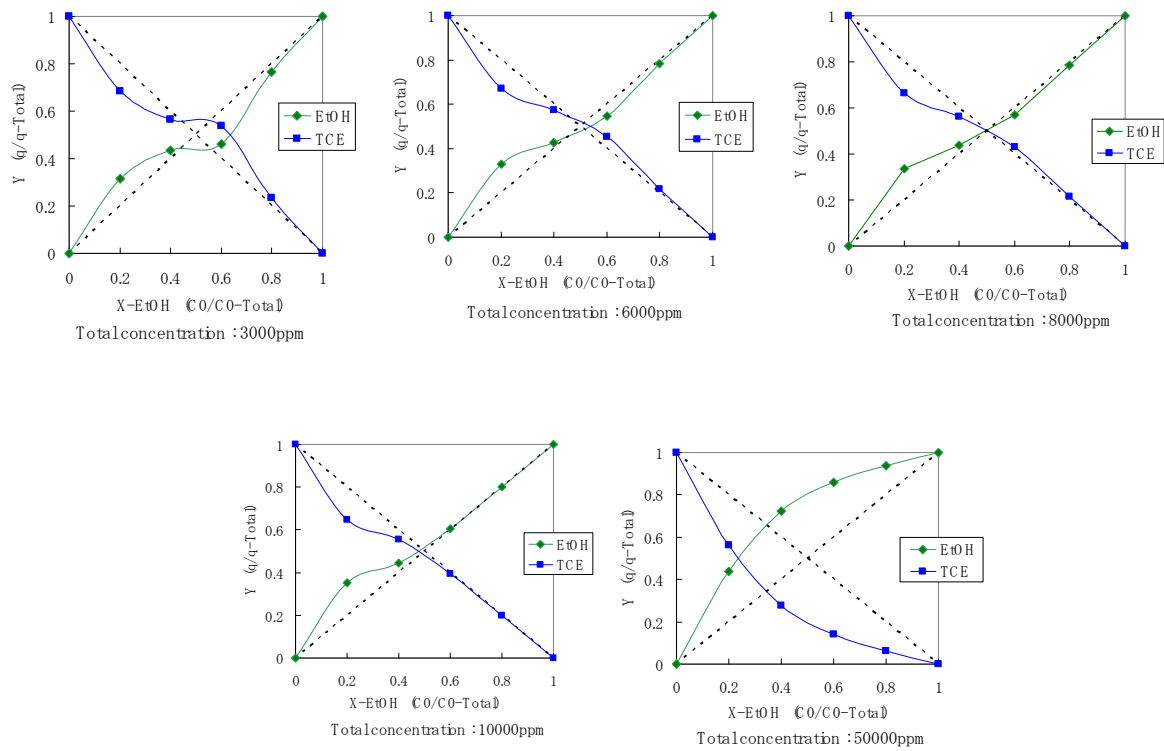 1
0.8
0.6
0.4
0.2
0
Y (q/q-Total)
EtOH
TCE
0 0.2 0.4 0.6 0.8 1
X-EtOH (C0/C0-Total)
Totalconcentration :3000ppm
1
0.8
0.6
0.4
0.2
0
Y (q/q-Total)
EtOH
TCE
0 0.2 0.4 0.6 0.8 1
X-EtOH (C0/C0-Total)
Totalconcentration :6000ppm
1
0.8
0.6
0.4
0.2
0
Y (q/q-Total)
EtOH
TCE
0 0.2 0.4 0.6 0.8 1
X-EtOH (C0/C0-Total)
Totalconcentration :8000ppm
1
0.8
0.6
0.4
0.2
0
Y (q/q-Total)
EtOH
TCE
0 0.2 0.4 0.6 0.8 1
X-EtOH (C0/C0-Total)
Totalconcentration :10000ppm
1
0.8
0.6
0.4
0.2
0
Y (q/q-Total)
EtOH
TCE
0 0.2 0.4 0.6 0.8 1
X-EtOH (C0/C0-Total)
Totalconcentration :50000ppm